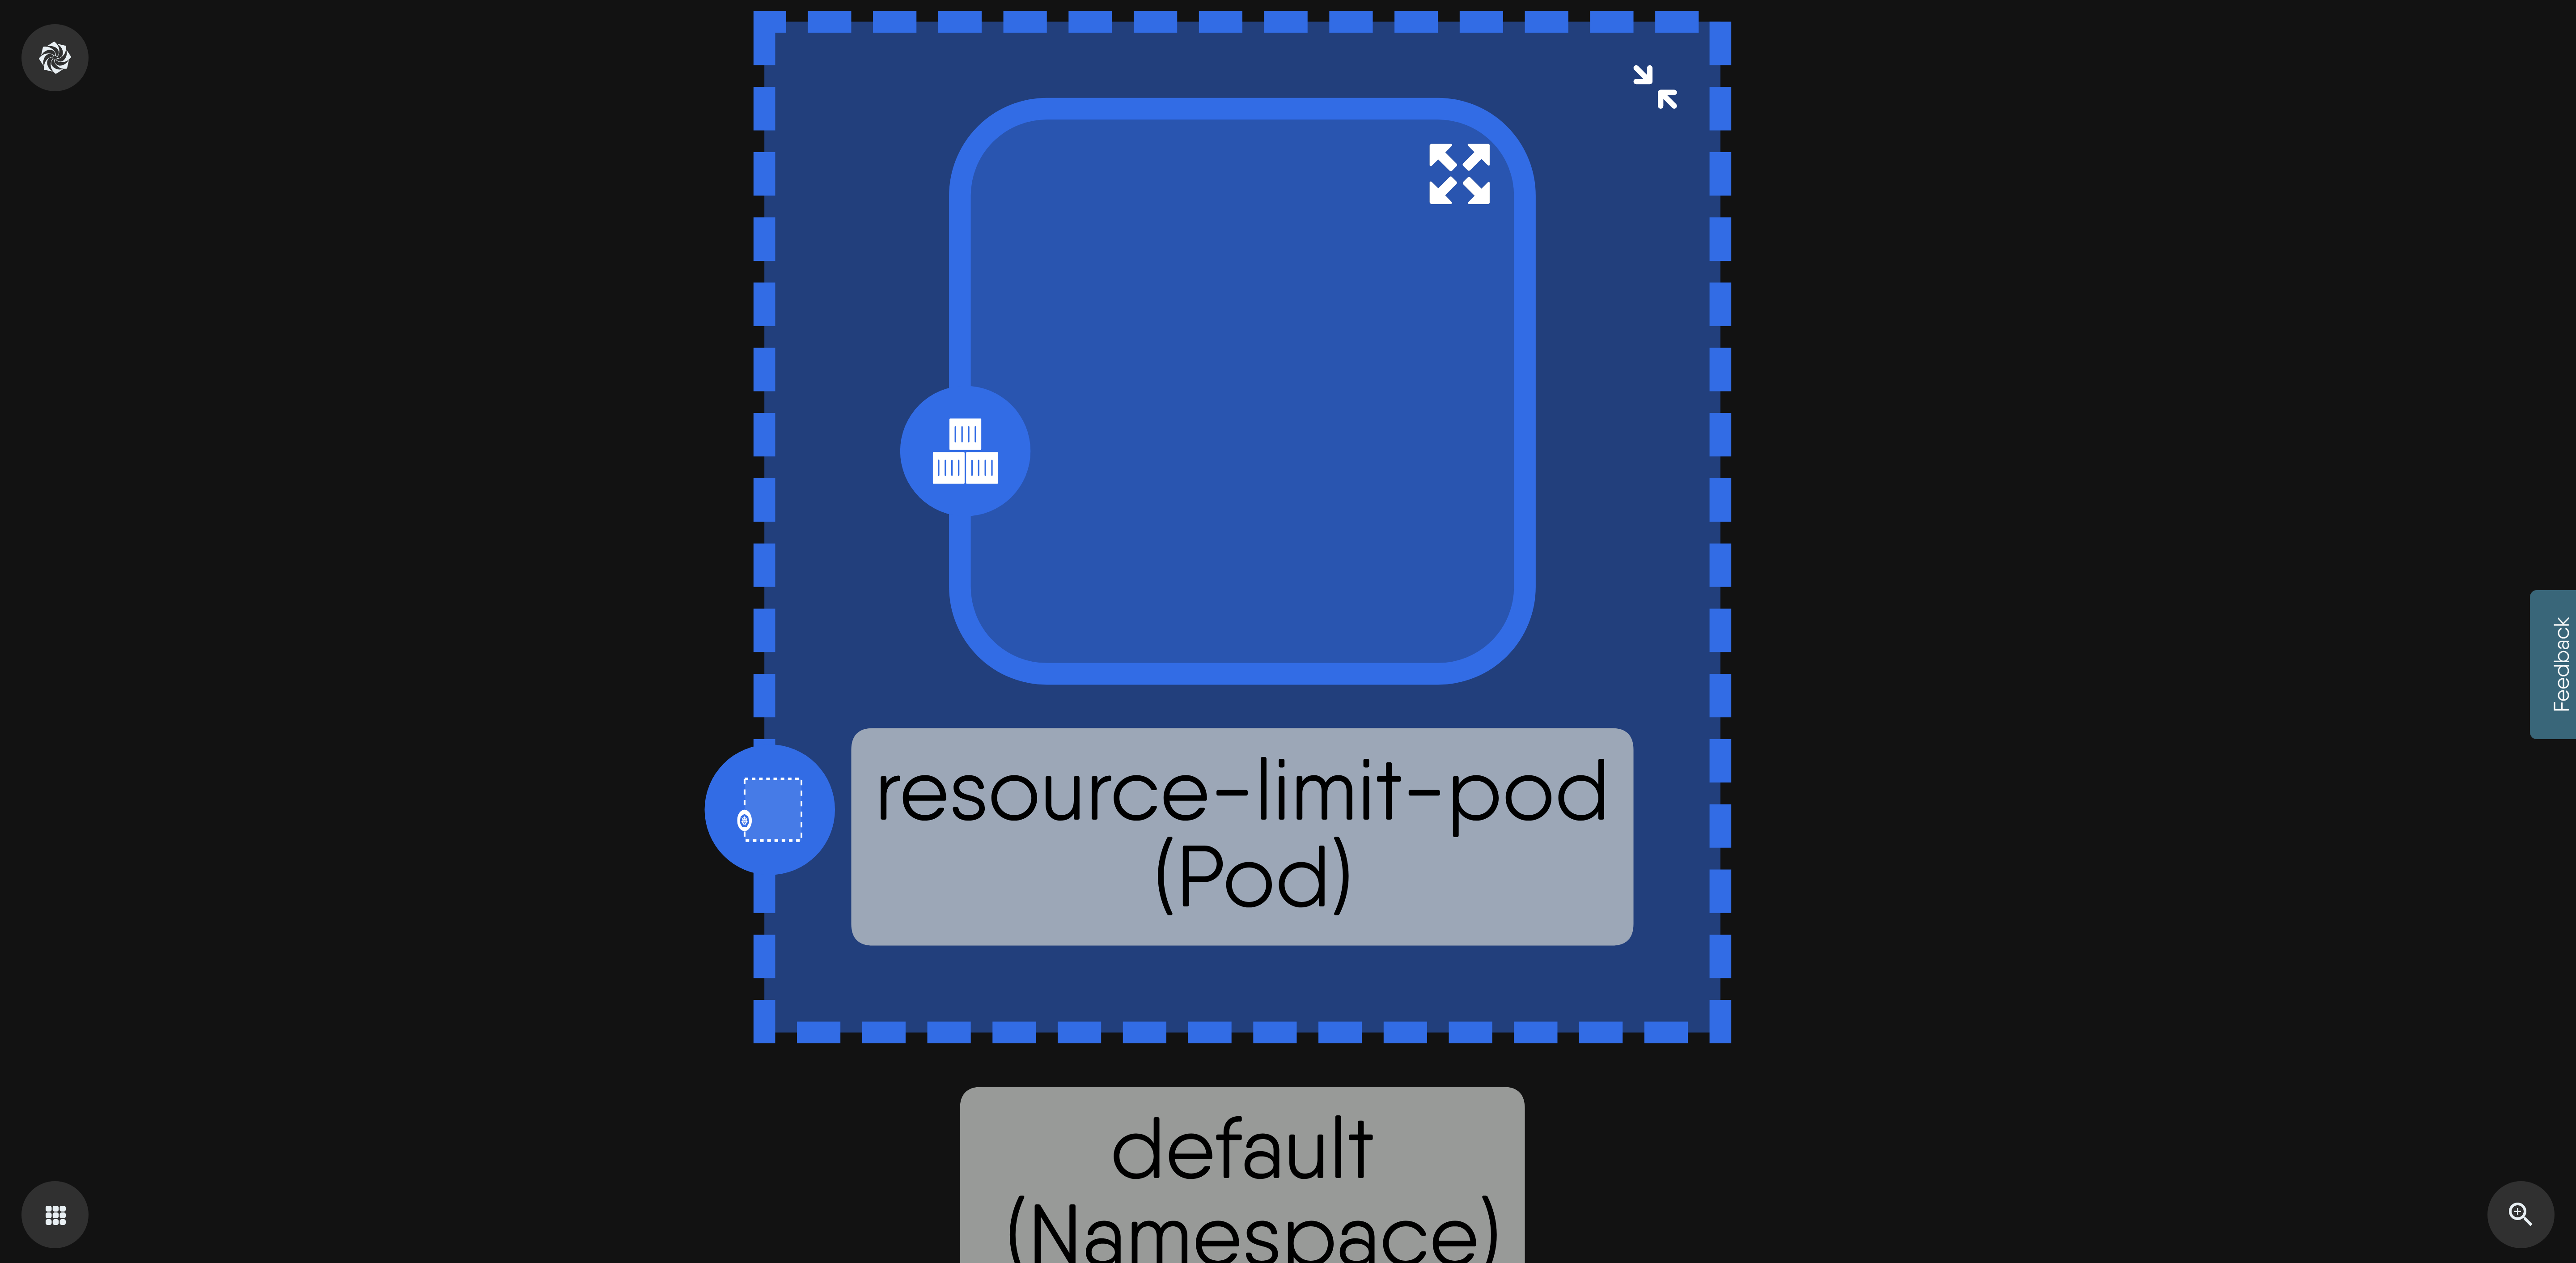 resource-limit-pod
(Pod)
default
(Namespace)
Feedback